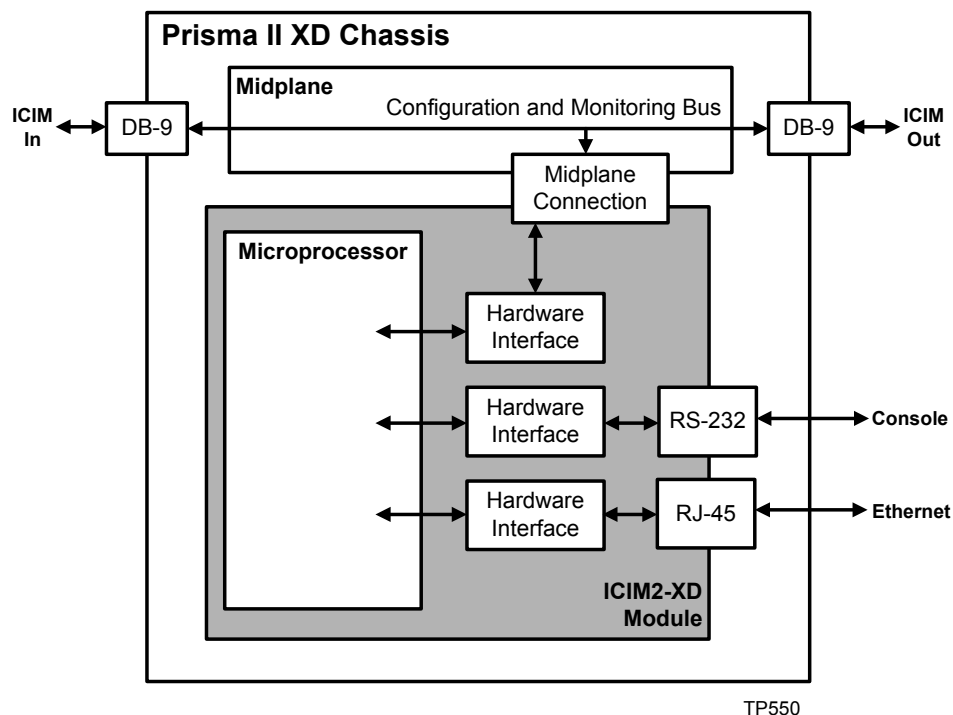 Prisma II XD Chassis
Midplane
Configuration and Monitoring Bus
ICIM
In
DB-9
DB-9
ICIM
Out
Midplane
Connection
Microprocessor
Hardware
Interface
Hardware
Interface
RS-232
Console
Hardware
Interface
RJ-45
Ethernet
ICIM2-XD
Module
TP550